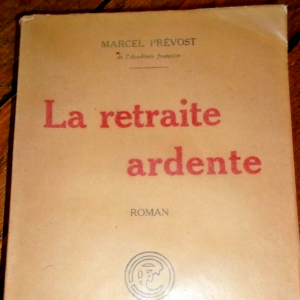 MARCEL PRÉVOST
de l'Académie française
La retraite
ardente
ROMAN